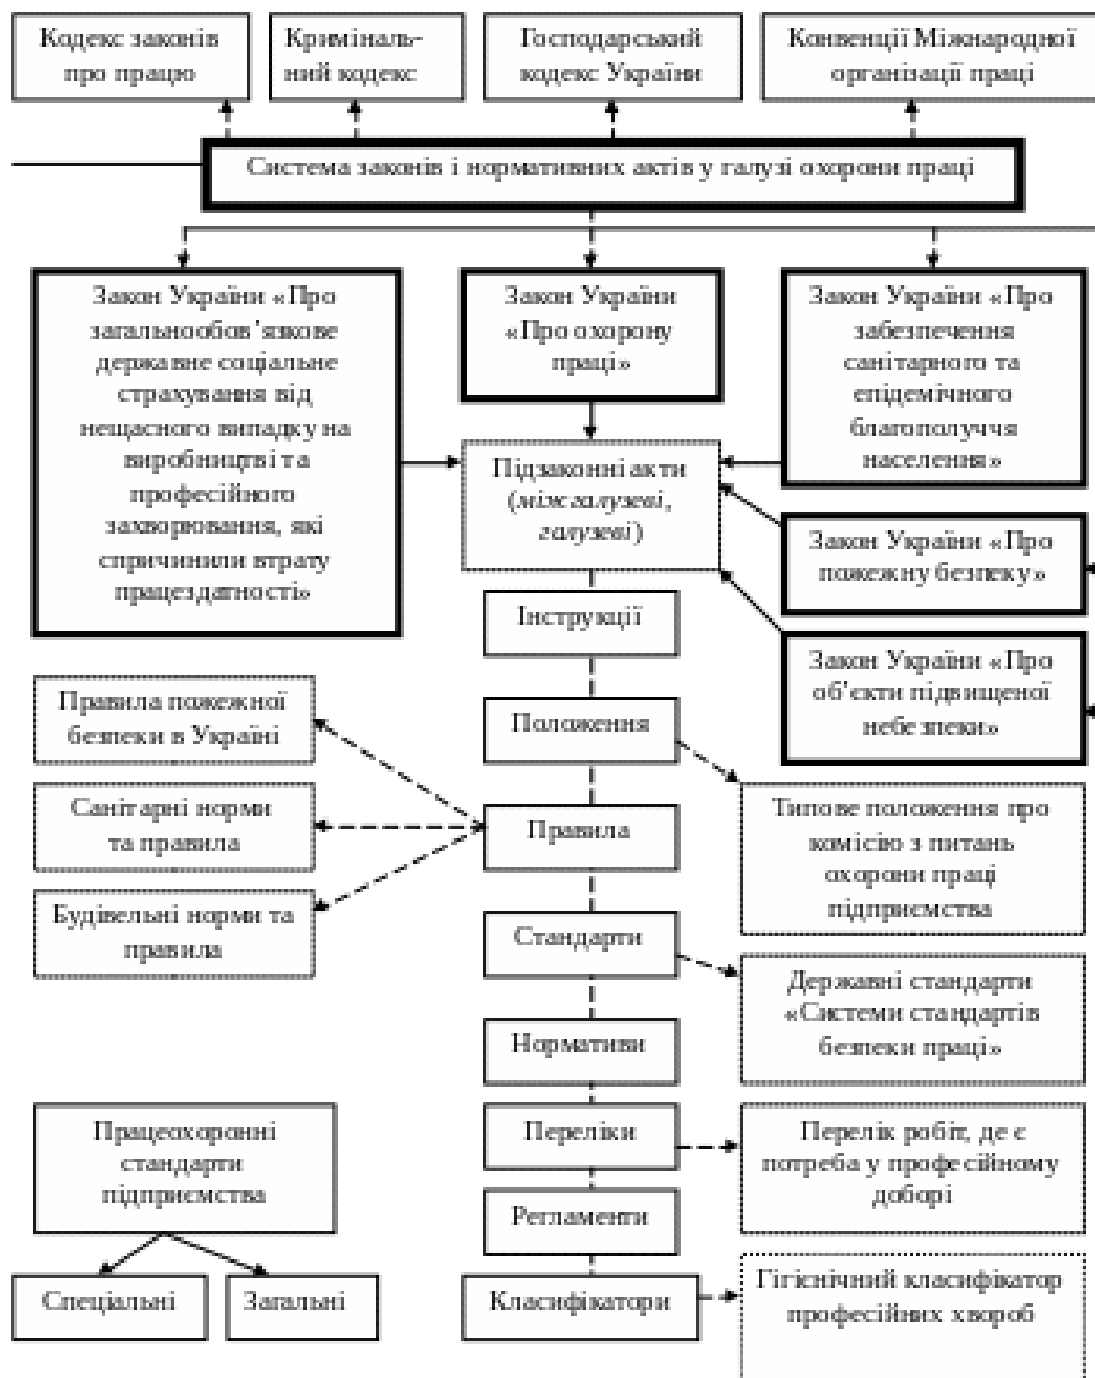 Кодекс законів
про працю
Криміналь-
ний кодекс
Господарський
кодекс України
Конвенції Міжнародної
організації праці
Система законів і нормативних актів у галузі охорони праці
Закон України «Про
загальнообов’язкове
державне соціальне
страхування від
нещасного випадку на
виробництві та
професійного
захворювання, які
спричинили втрату
працездатності»
Закон України
«Про охорону
праці»
Закон України «Про
забезпечення
санітарного та
епідемічного
благополуччя
населення»
Підзаконні акти
(міжгалузеві,
галузеві)
Закон України «Про
пожежну безпеку»
Інструкції
Закон України «Про
об’єкти підвищеної
небезпеки»
Правила пожежної
безпеки в Україні
Положення
Санітарні норми
та правила
Правила
Типове положення про
комісію з питань
охорони праці
підприємства
Будівельні норми та
правила
Стандарти
Державні стандарти
«Системи стандартів
безпеки праці»
Нормативи
Працеохоронні
стандарти
підприємства
Переліки
Перелік робіт, де є
потреба у професійному
доборі
Регламенти
Спеціальні
Загальні
Класифікатори
Гігієнічний класифікатор
професійних хвороб